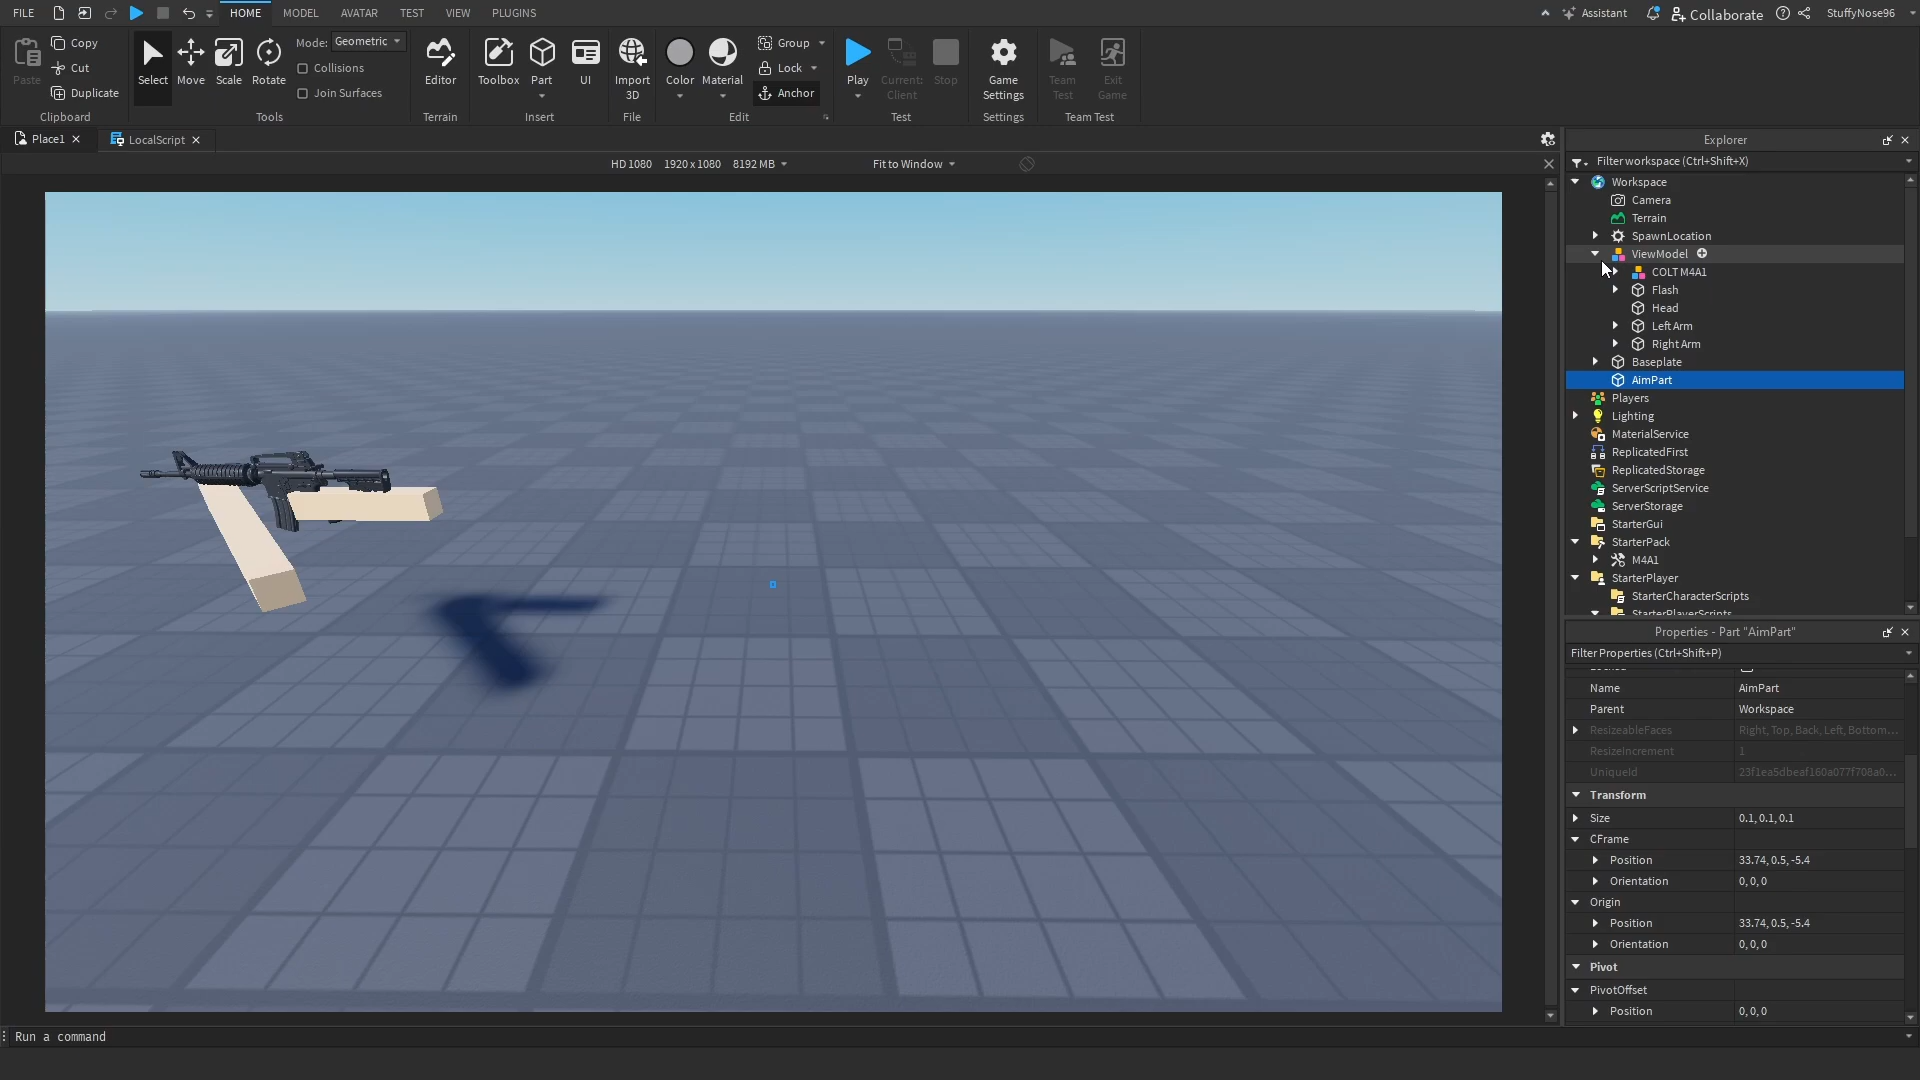 FILE HOME MODEL AVATAR TEST VIEW PLUGINS Assistant Collaborate StuffyNose96
Paste Copy Cut Duplicate Clipboard
Select Move Scale Rotate Mode: Geometric Collisions Join Surfaces Tools
Editor Terrain
Toolbox Part UI Insert
Import 3D File
Color Material Group Lock Anchor Edit
Play Current: Client Stop Test
Game Settings Settings
Team Test Exit Game Team Test
Place1 LocalScript
HD 1080 1920 x 1080 8192 MB Fit to Window
Explorer
Filter workspace (Ctrl+Shift+X)
Workspace
Camera
Terrain
SpawnLocation
ViewModel
COLT M4A1
Flash
Head
Left Arm
Right Arm
Baseplate
AimPart
Players
Lighting
MaterialService
ReplicatedFirst
ReplicatedStorage
ServerScriptService
ServerStorage
StarterGui
StarterPack
M4A1
StarterPlayer
StarterCharacterScripts
StarterPlayerScripts
Properties - Part "AimPart"
Filter Properties (Ctrl+Shift+P)
Name AimPart
Parent Workspace
ResizeableFaces Right, Top, Back, Left, Bottom...
ResizeIncrement 1
UniqueId 23f1ea5dbeaf160a077f708a0...
Transform
Size 0.1, 0.1, 0.1
CFrame
Position 33.74, 0.5, -5.4
Orientation 0, 0, 0
Origin
Position 33.74, 0.5, -5.4
Orientation 0, 0, 0
Pivot
PivotOffset
Position 0, 0, 0
Run a command